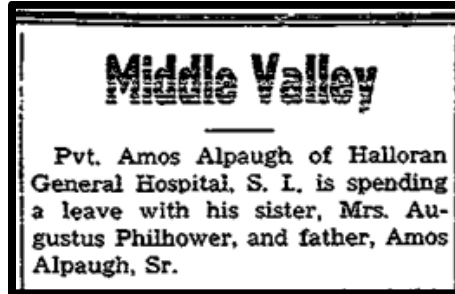 Middle Valley
Pvt. Amos Alpaugh of Halloran
General Hospital, S. I. is spending
a leave with his sister, Mrs. Au-
gustus Philhower, and father, Amos
Alpaugh, Sr.